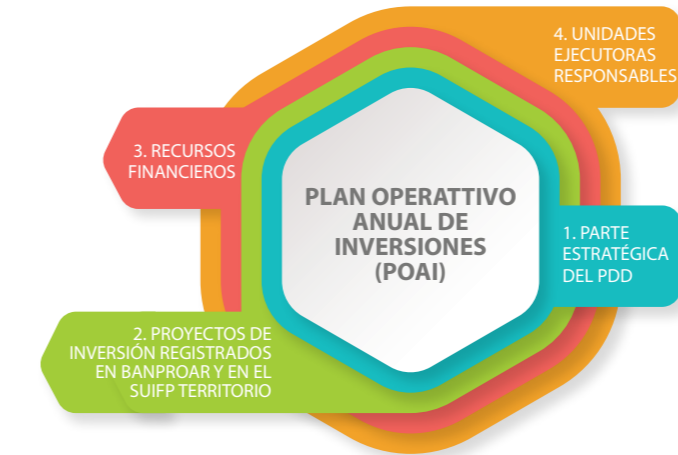 4. UNIDADES
EJECUTORAS
RESPONSABLES
3. RECURSOS
FINANCIEROS
PLAN OPERATTIVO
ANUAL DE
INVERSIONES
(POAI)
1. PARTE
ESTRATÉGICA
DEL PDD
2. PROYECTOS DE
INVERSIÓN REGISTRADOS
EN BANPROAR Y EN EL
SUIFP TERRITORIO